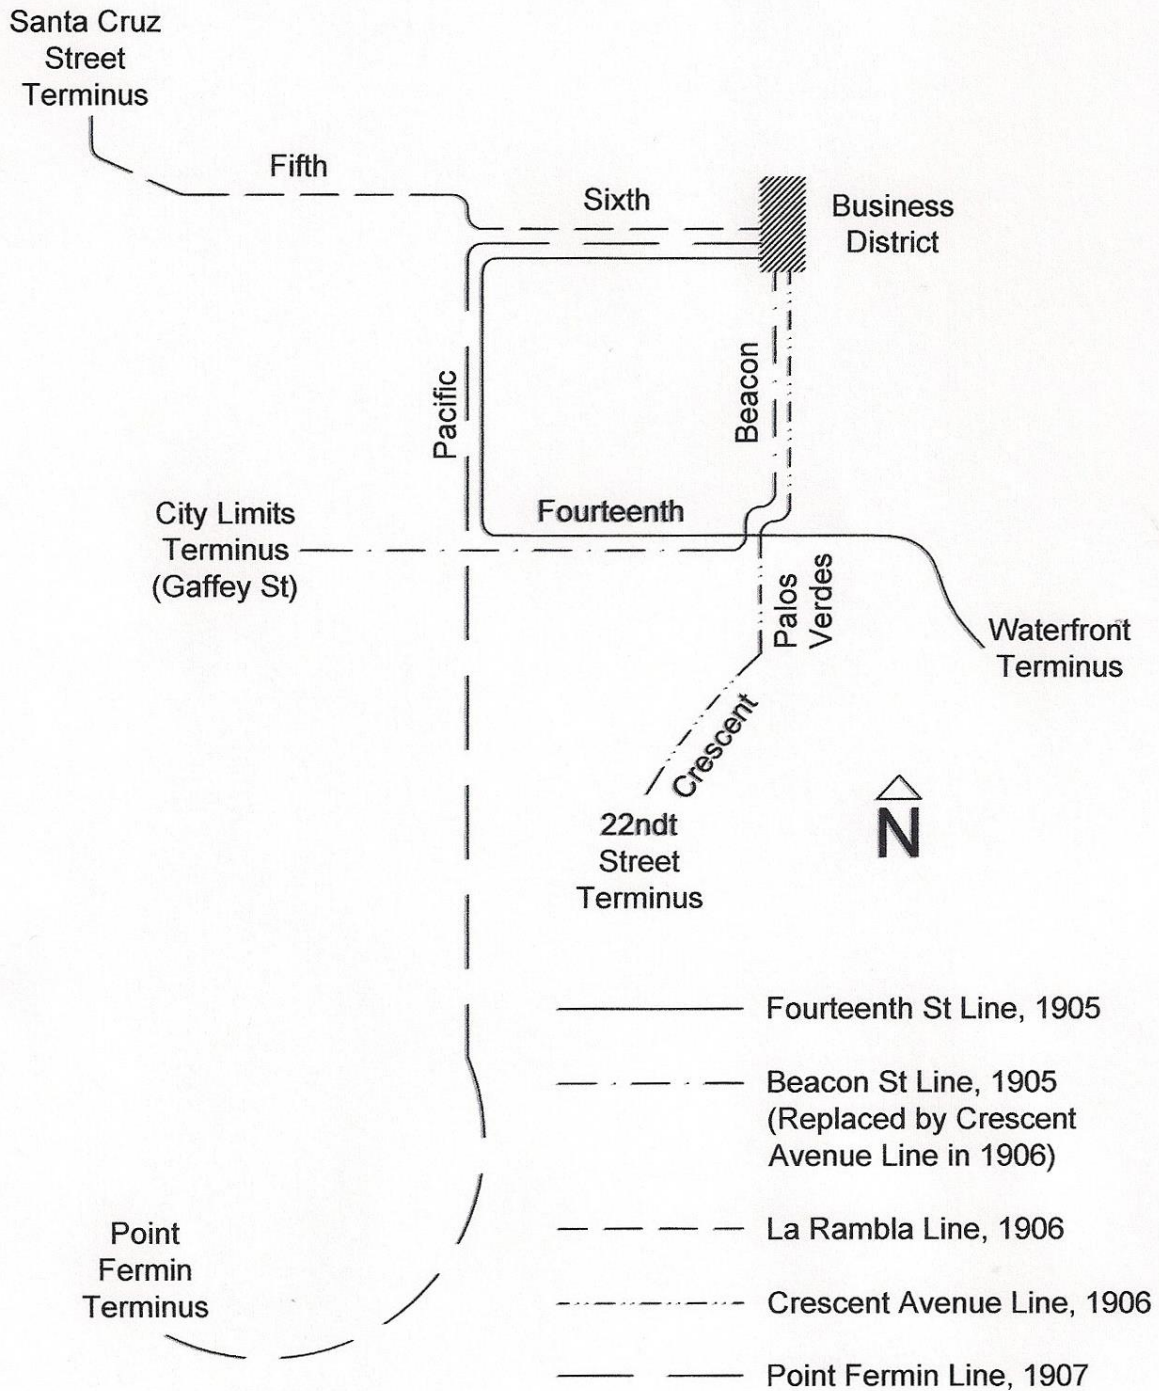 Santa Cruz
Street
Terminus
Fifth
Sixth
Business
District
Pacific
Beacon
City Limits
Terminus
(Gaffey St)
Fourteenth
Palos
Verdes
Waterfront
Terminus
Crescent
22ndt
Street
Terminus
N
Fourteenth St Line, 1905
Beacon St Line, 1905
(Replaced by Crescent
Avenue Line in 1906)
La Rambla Line, 1906
Crescent Avenue Line, 1906
Point Fermin Line, 1907
Point
Fermin
Terminus